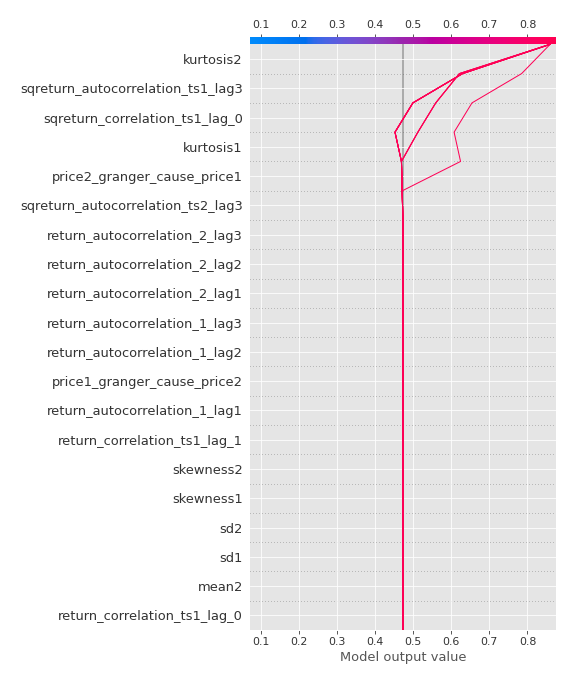 0.1 0.2 0.3 0.4 0.5 0.6 0.7 0.8
kurtosis2
sqreturn_autocorrelation_ts1_lag3
sqreturn_correlation_ts1_lag_0
kurtosis1
price2_granger_cause_price1
sqreturn_autocorrelation_ts2_lag3
return_autocorrelation_2_lag3
return_autocorrelation_2_lag2
return_autocorrelation_2_lag1
return_autocorrelation_1_lag3
return_autocorrelation_1_lag2
price1_granger_cause_price2
return_autocorrelation_1_lag1
return_correlation_ts1_lag_1
skewness2
skewness1
sd2
sd1
mean2
return_correlation_ts1_lag_0
0.1 0.2 0.3 0.4 0.5 0.6 0.7 0.8
Model output value